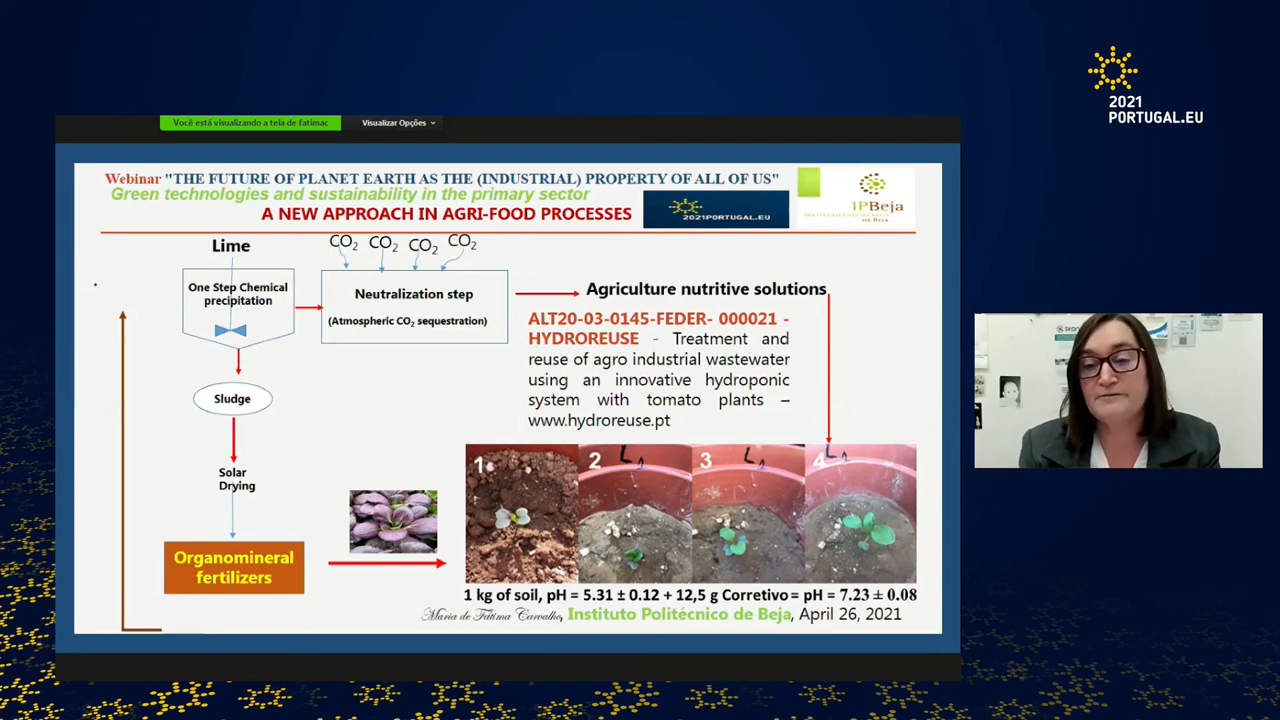 2021
PORTUGAL.EU
Você está visualizando a tela de fatimac
Visualizar Opções
Webinar "THE FUTURE OF PLANET EARTH AS THE (INDUSTRIAL) PROPERTY OF ALL OF US"
Green technologies and sustainability in the primary sector
A NEW APPROACH IN AGRI-FOOD PROCESSES
2021PORTUGAL.EU
IPBeja
DE BEJA
Lime
CO2 CO2 CO2 CO2
One Step Chemical
precipitation
Neutralization step
(Atmospheric CO2 sequestration)
Agriculture nutritive solutions
ALT20-03-0145-FEDER- 000021 -
HYDROREUSE - Treatment and
reuse of agro industrial wastewater
using an innovative hydroponic
system with tomato plants –
www.hydroreuse.pt
Sludge
Solar
Drying
Organomineral
fertilizers
1 2 3 4
1 kg of soil, pH = 5.31 ± 0.12 + 12,5 g Corretivo = pH = 7.23 ± 0.08
Maria de Fátima Carvalho, Instituto Politécnico de Beja, April 26, 2021